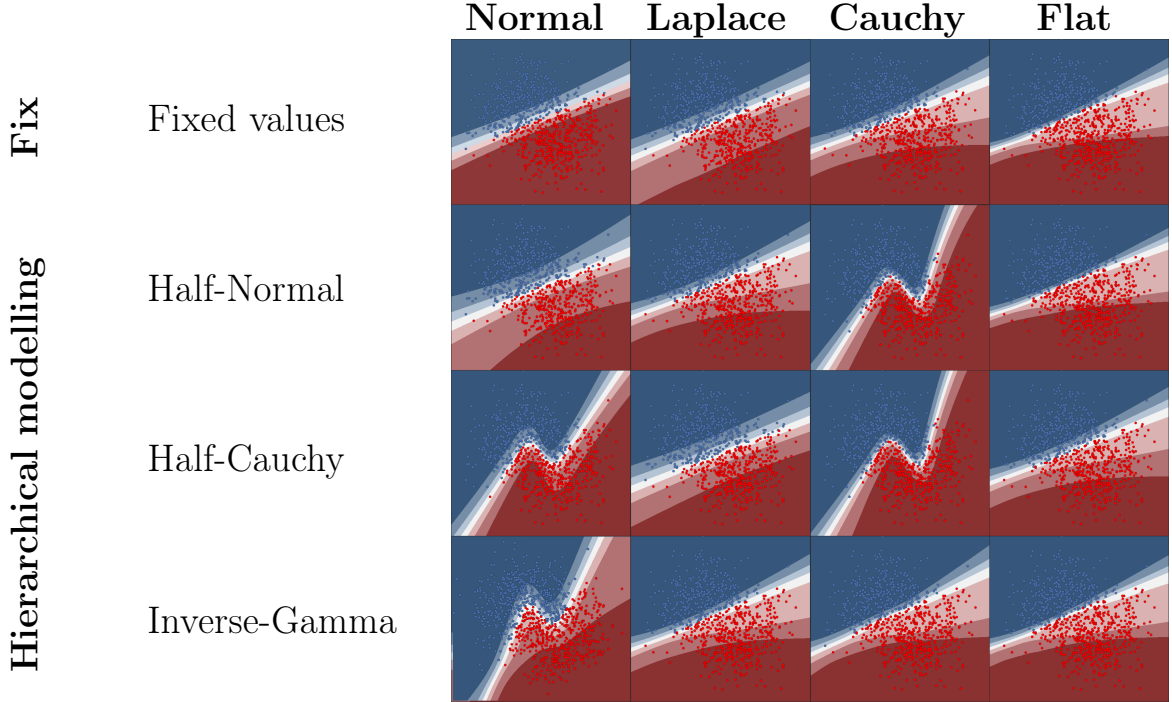 Normal Laplace Cauchy Flat
Fix
Fixed values
Hierarchical modelling
Half-Normal
Half-Cauchy
Inverse-Gamma